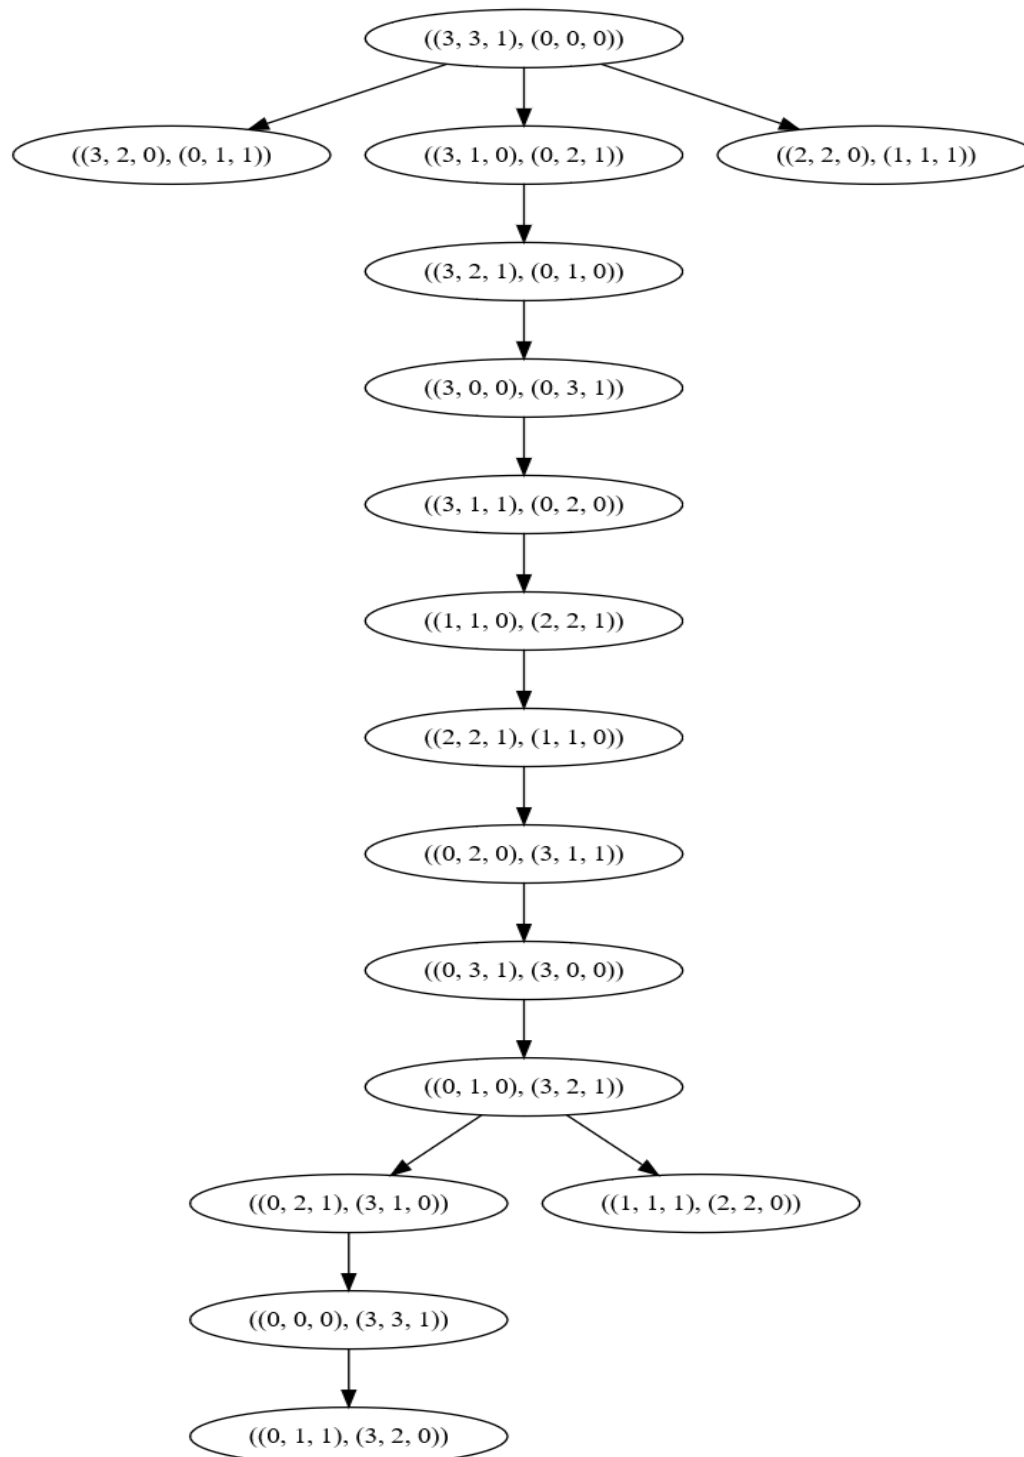 ((3, 3, 1), (0, 0, 0))
((3, 2, 0), (0, 1, 1))
((3, 1, 0), (0, 2, 1))
((2, 2, 0), (1, 1, 1))
((3, 2, 1), (0, 1, 0))
((3, 0, 0), (0, 3, 1))
((3, 1, 1), (0, 2, 0))
((1, 1, 0), (2, 2, 1))
((2, 2, 1), (1, 1, 0))
((0, 2, 0), (3, 1, 1))
((0, 3, 1), (3, 0, 0))
((0, 1, 0), (3, 2, 1))
((0, 2, 1), (3, 1, 0))
((1, 1, 1), (2, 2, 0))
((0, 0, 0), (3, 3, 1))
((0, 1, 1), (3, 2, 0))